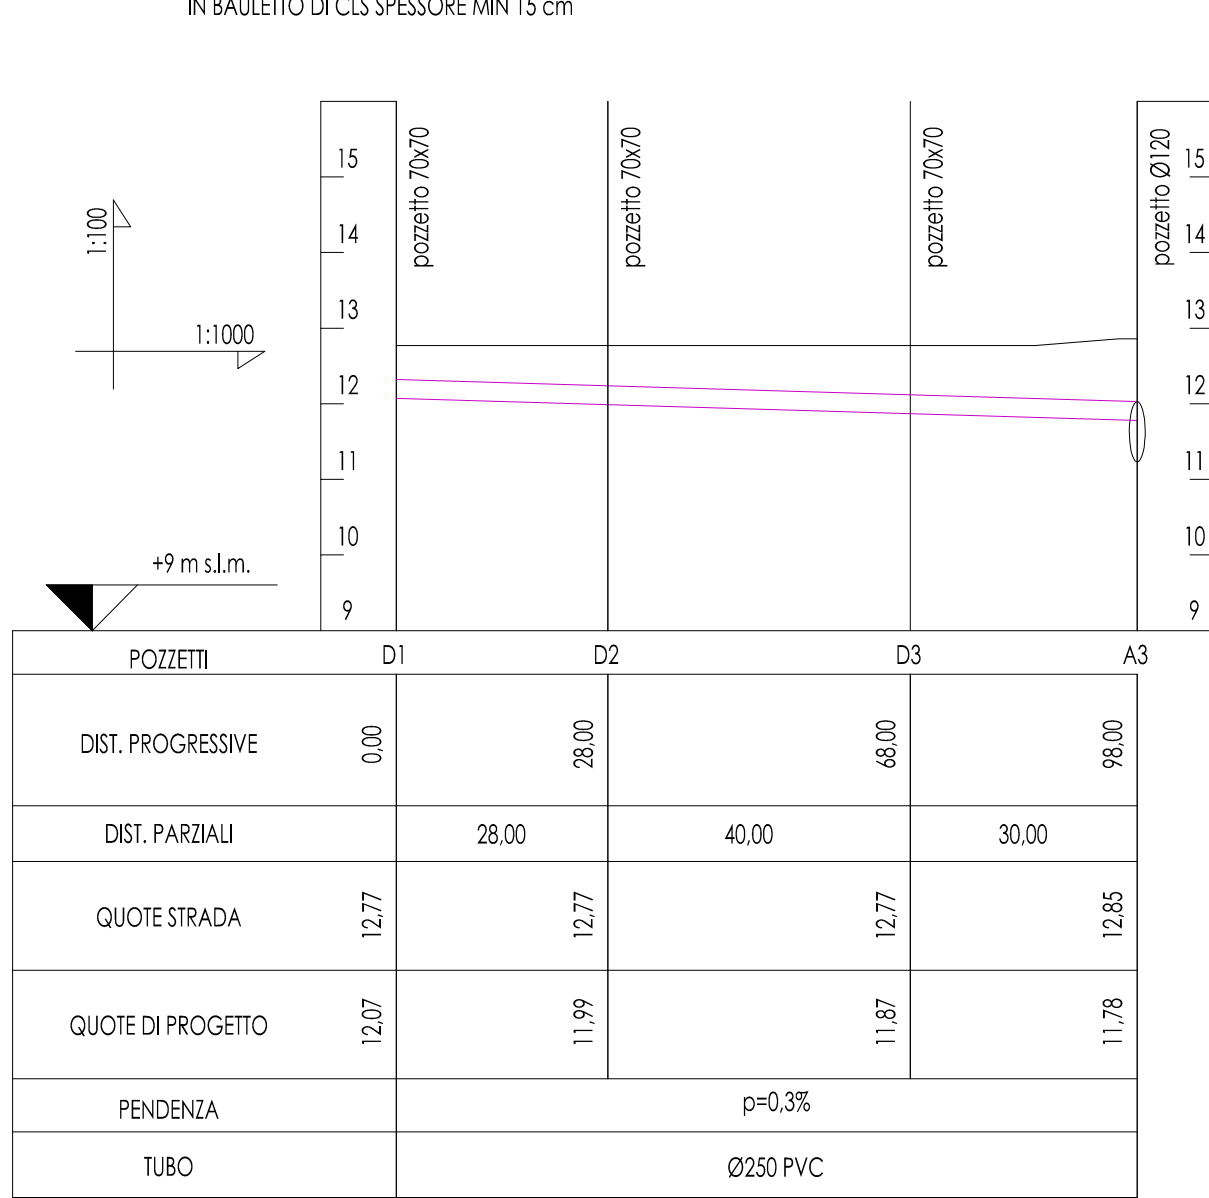 IN BAULETTO DI CLS SPESSORE MIN 15 cm
pozzetto 70x70
pozzetto 70x70
pozzetto 70x70
pozzetto Ø120
15
14
13
12
11
10
9
15
14
13
12
11
10
9
1:100
1:1000
+9 m s.l.m.
POZZETTI D1 D2 D3 A3
DIST. PROGRESSIVE 0,00 28,00 68,00 98,00
DIST. PARZIALI 28,00 40,00 30,00
QUOTE STRADA 12,77 12,77 12,77 12,85
QUOTE DI PROGETTO 12,07 11,99 11,87 11,78
PENDENZA p=0,3%
TUBO Ø250 PVC